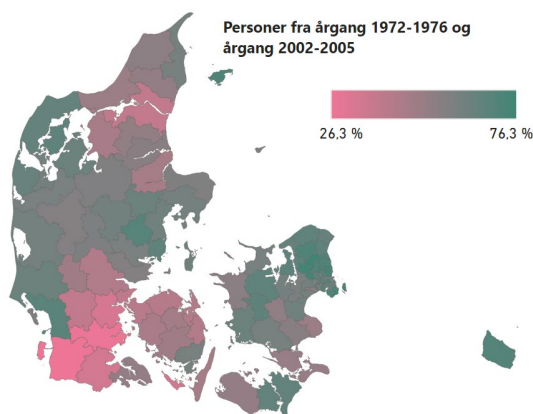 Personer fra årgang 1972-1976 og
årgang 2002-2005
26,3 %
76,3 %